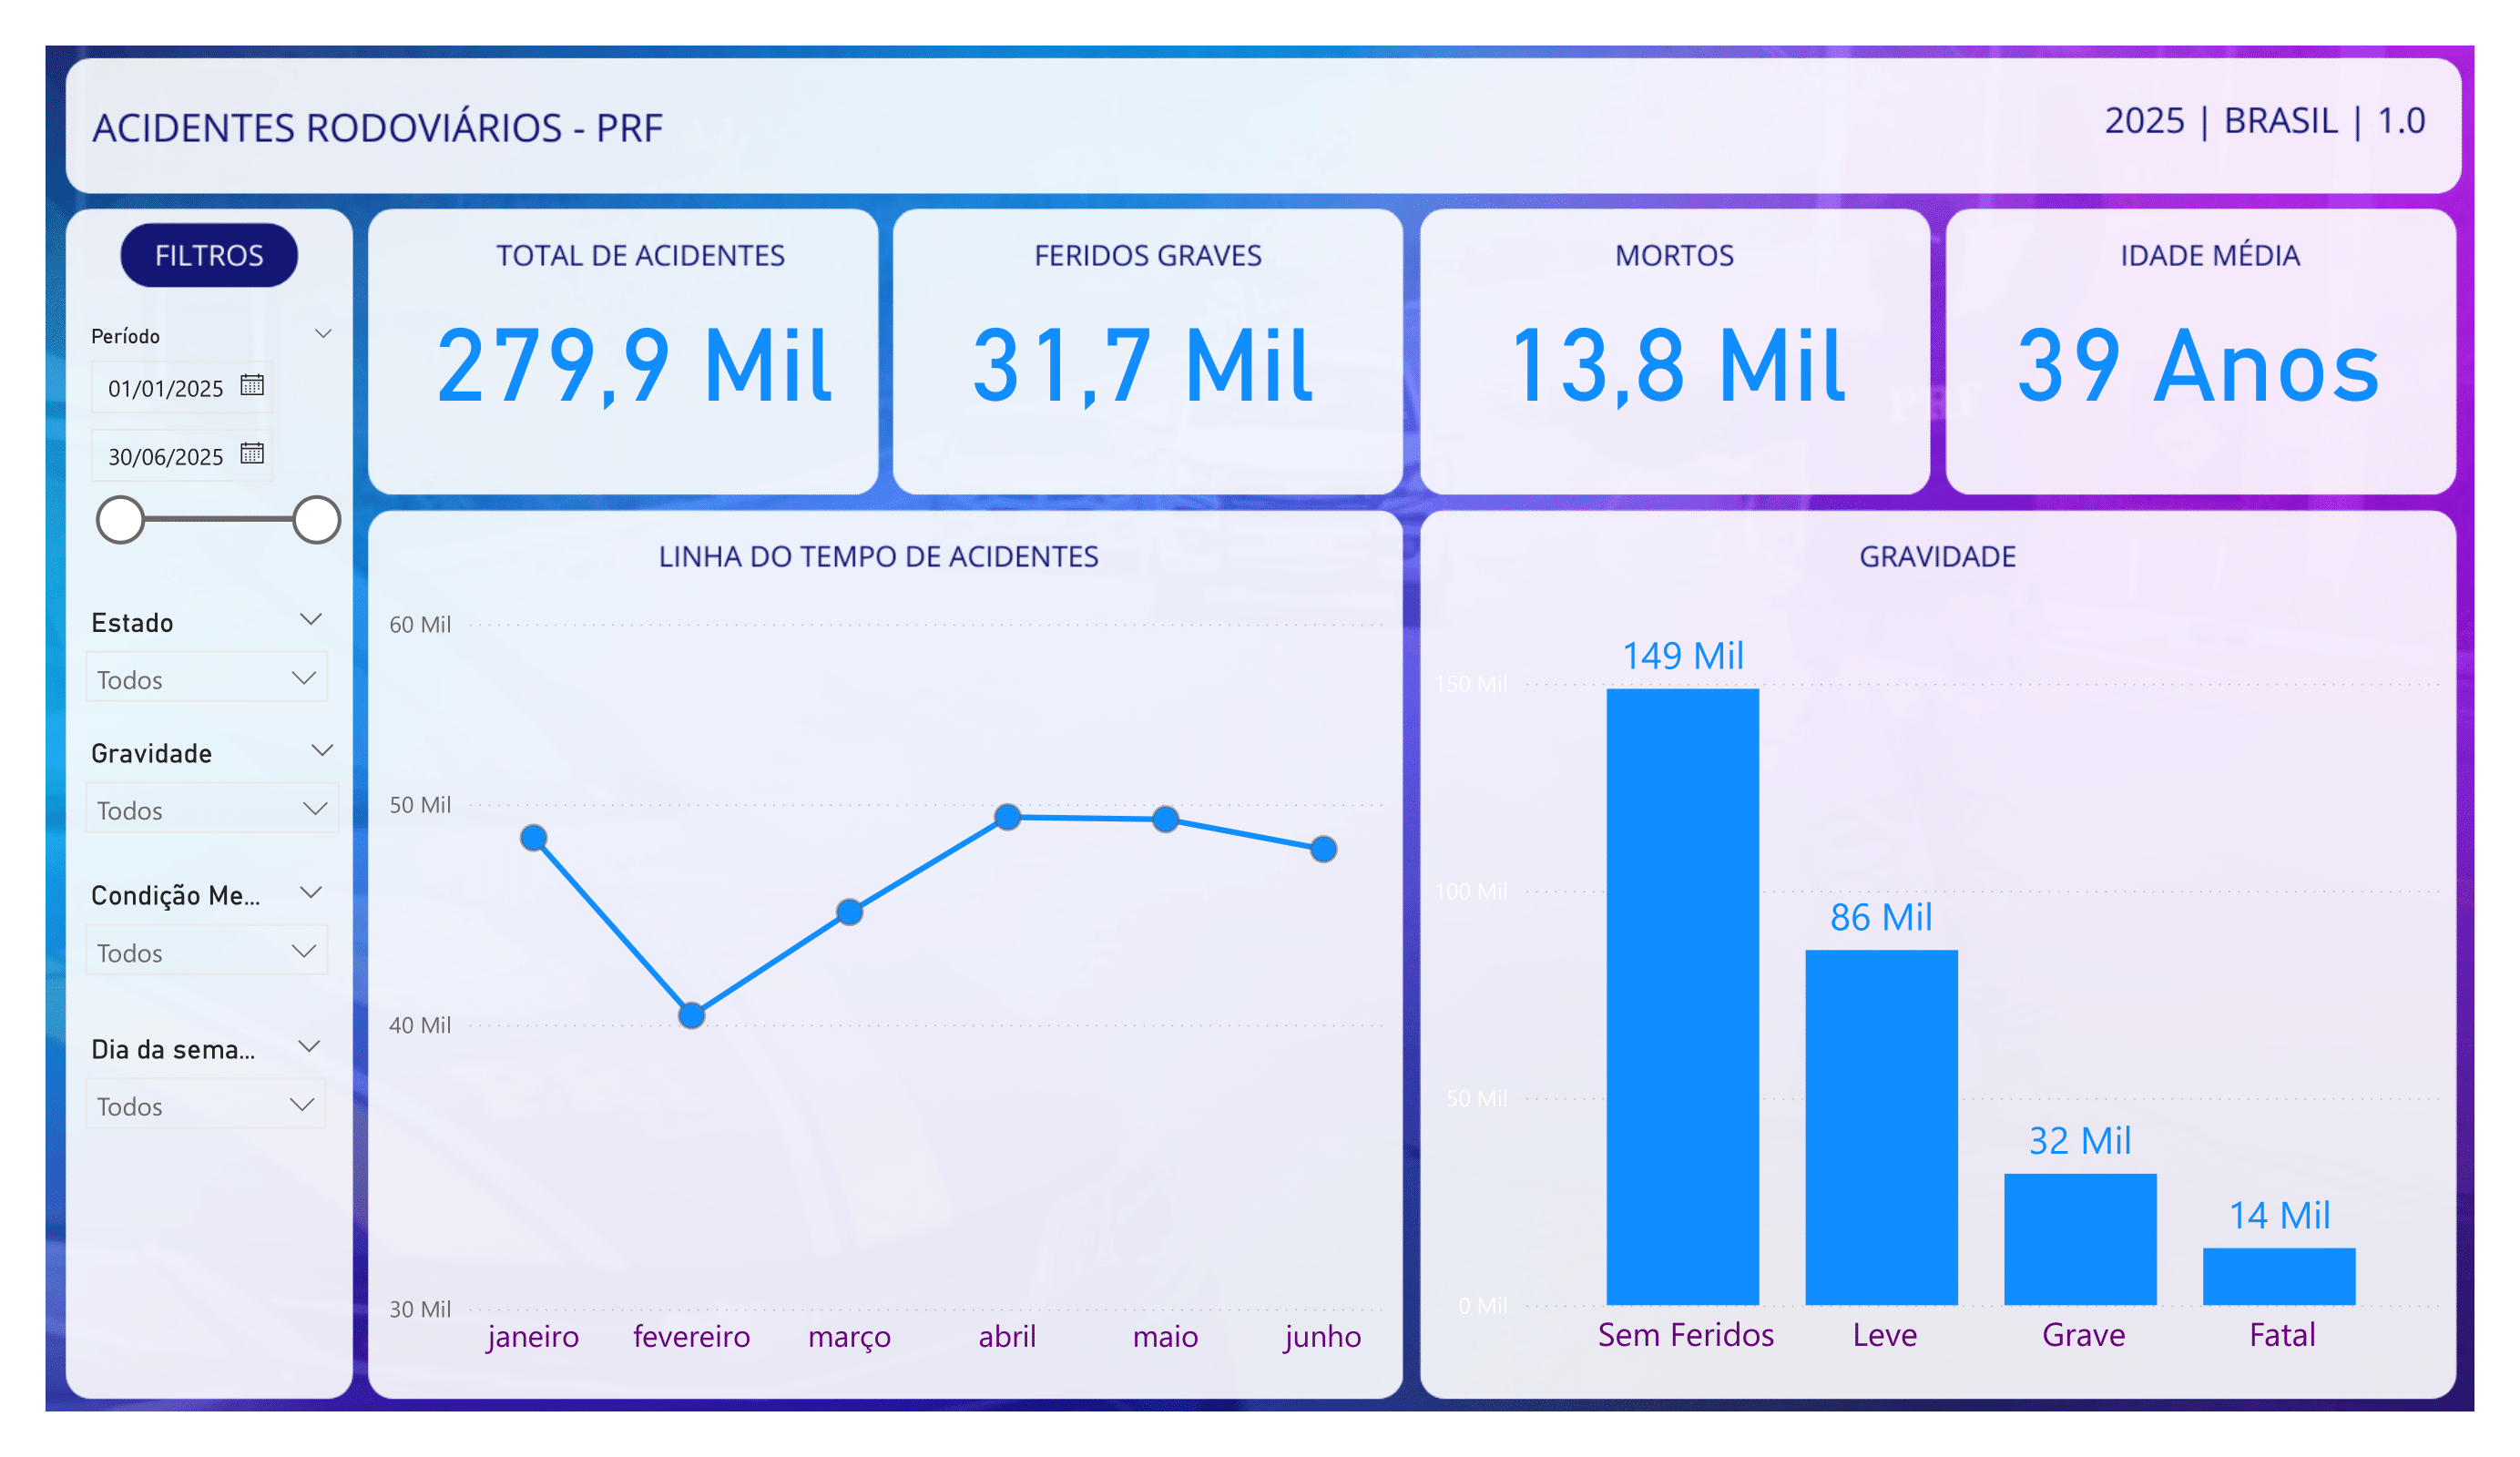 ACIDENTES RODOVIÁRIOS - PRF
2025 | BRASIL | 1.0
FILTROS
Período
01/01/2025
30/06/2025
Estado
Todos
Gravidade
Todos
Condição Me...
Todos
Dia da sema...
Todos
TOTAL DE ACIDENTES
279,9 Mil
FERIDOS GRAVES
31,7 Mil
MORTOS
13,8 Mil
IDADE MÉDIA
39 Anos
LINHA DO TEMPO DE ACIDENTES
60 Mil
50 Mil
40 Mil
30 Mil
janeiro fevereiro março abril maio junho
GRAVIDADE
150 Mil
100 Mil
50 Mil
0 Mil
149 Mil
86 Mil
32 Mil
14 Mil
Sem Feridos Leve Grave Fatal